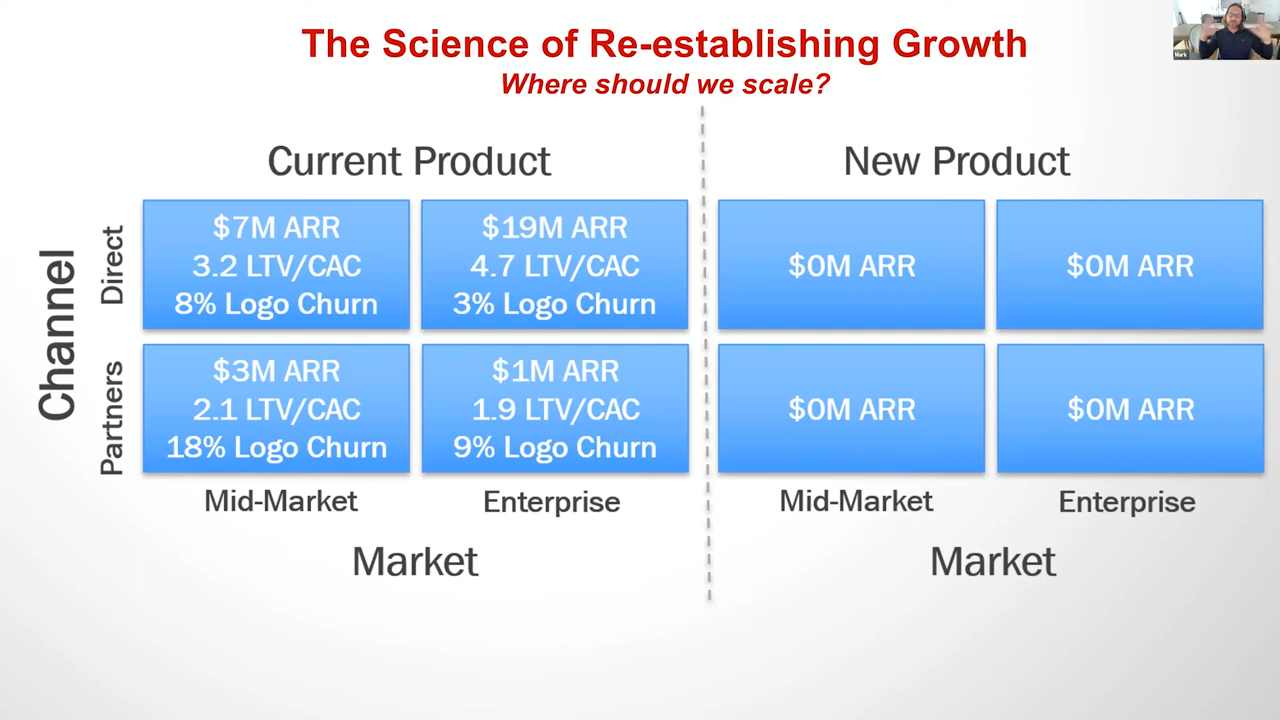 The Science of Re-establishing Growth
Where should we scale?
Mark
Current Product
New Product
Channel
Direct
$7M ARR
3.2 LTV/CAC
8% Logo Churn
$19M ARR
4.7 LTV/CAC
3% Logo Churn
$0M ARR
$0M ARR
Partners
$3M ARR
2.1 LTV/CAC
18% Logo Churn
$1M ARR
1.9 LTV/CAC
9% Logo Churn
$0M ARR
$0M ARR
Mid-Market
Enterprise
Mid-Market
Enterprise
Market
Market